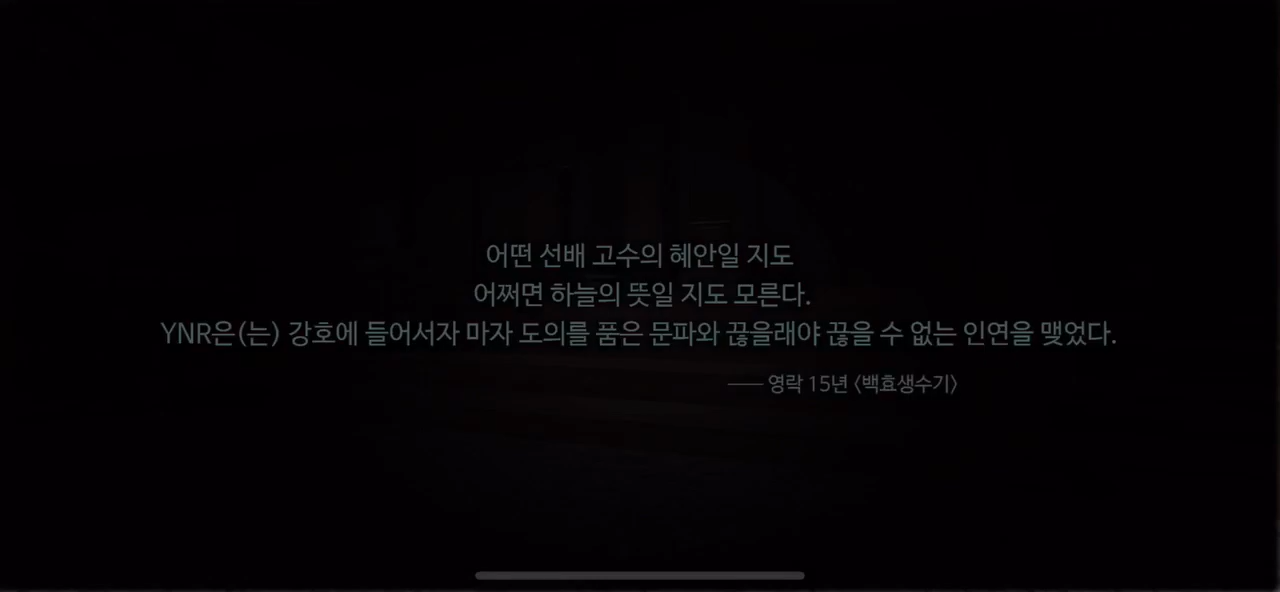 어떤 선배 고수의 혜안일 지도
어쩌면 하늘의 뜻일 지도 모른다.
YNR은(는) 강호에 들어서자 마자 도의를 품은 문파와 끊을래야 끊을 수 없는 인연을 맺었다.
── 영락 15년 〈백효생수기〉